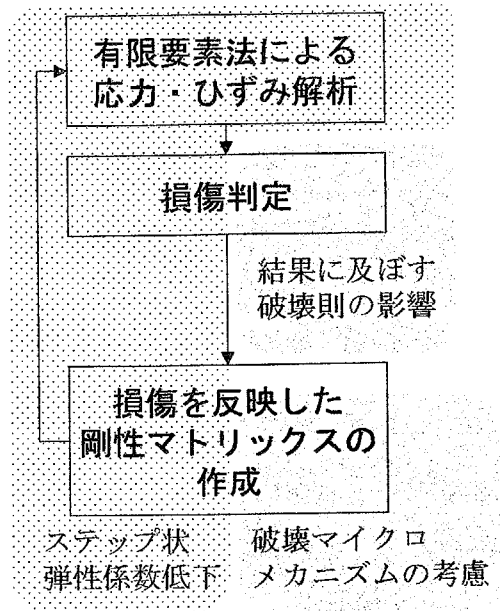 有限要素法による
応力・ひずみ解析
損傷判定
結果に及ぼす
破壊則の影響
損傷を反映した
剛性マトリックスの
作成
ステップ状
弾性係数低下
破壊マイクロ
メカニズムの考慮